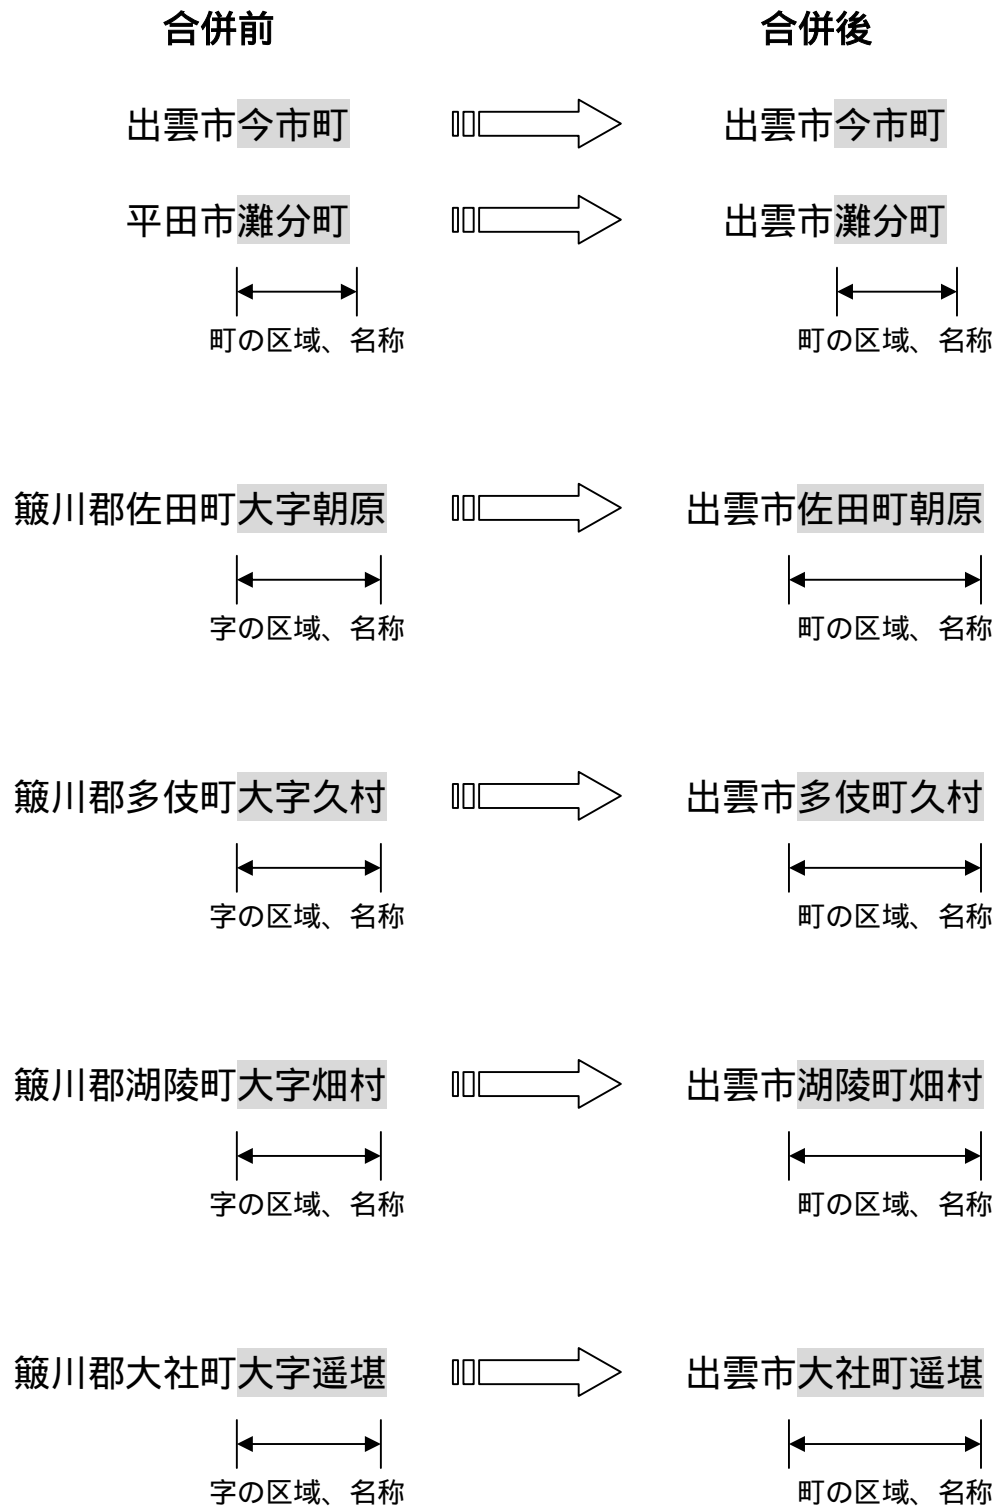 合併前 合併後
出雲市今市町 出雲市今市町
平田市灘分町 出雲市灘分町
町の区域、名称 町の区域、名称
簸川郡佐田町大字朝原 出雲市佐田町朝原
字の区域、名称 町の区域、名称
簸川郡多伎町大字久村 出雲市多伎町久村
字の区域、名称 町の区域、名称
簸川郡湖陵町大字畑村 出雲市湖陵町畑村
字の区域、名称 町の区域、名称
簸川郡大社町大字遥堪 出雲市大社町遥堪
字の区域、名称 町の区域、名称